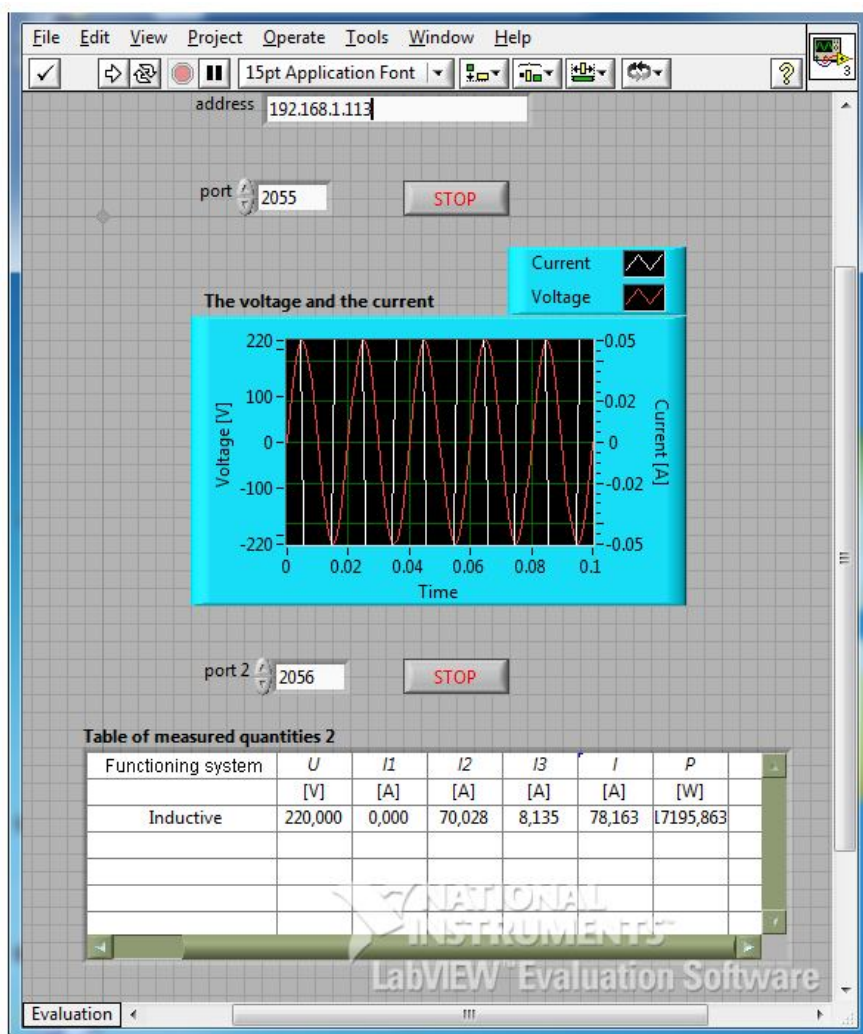 File Edit View Project Operate Tools Window Help
15pt Application Font
3
address 192.168.1.113
port 2055 STOP
Current
Voltage
The voltage and the current
220 0.05
100 0.02
0 0
-100 -0.02
-220 -0.05
Voltage [V]
Current [A]
0 0.02 0.04 0.06 0.08 0.1
Time
port 2 2056 STOP
Table of measured quantities 2
Functioning system U I1 I2 I3 I P
[V] [A] [A] [A] [A] [W]
Inductive 220,000 0,000 70,028 8,135 78,163 17195,863
NATIONAL
INSTRUMENTS™
LabVIEW™ Evaluation Software
Evaluation